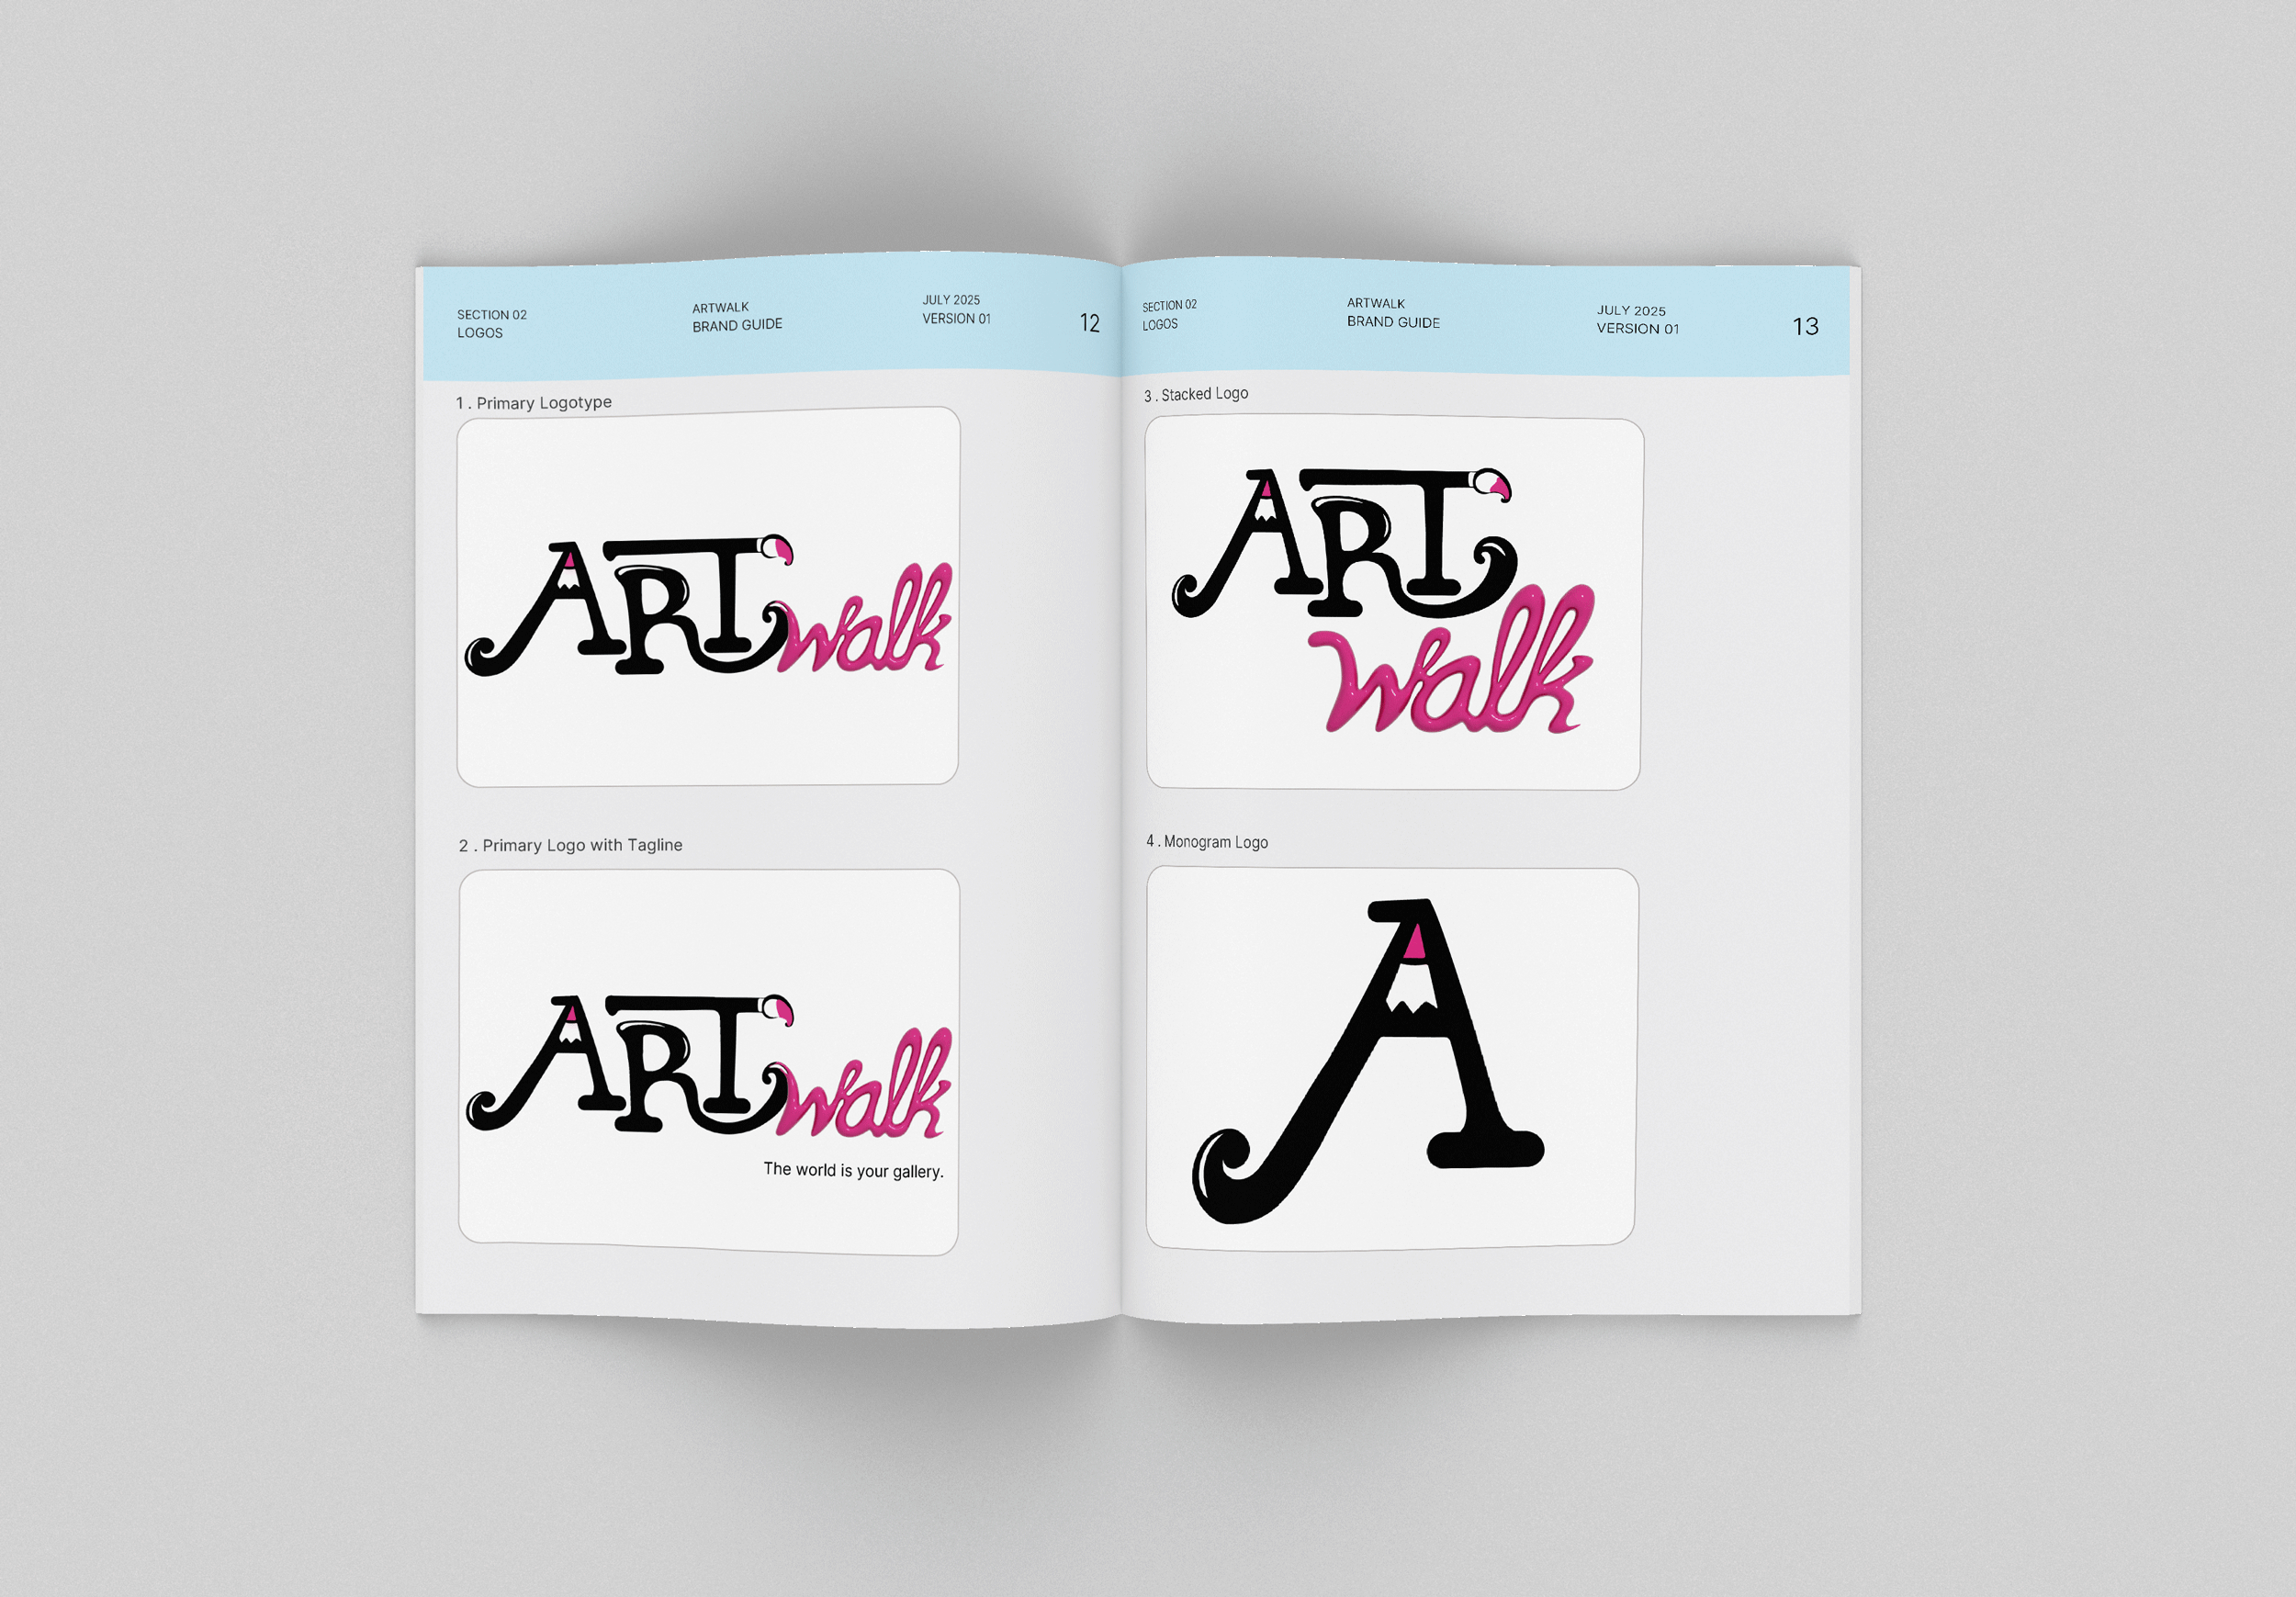 SECTION 02
LOGOS
ARTWALK
BRAND GUIDE
JULY 2025
VERSION 01
12
1 . Primary Logotype
ARTwalk
2 . Primary Logo with Tagline
ARTwalk
The world is your gallery.
SECTION 02
LOGOS
ARTWALK
BRAND GUIDE
JULY 2025
VERSION 01
13
3 . Stacked Logo
ART
walk
4 . Monogram Logo
A